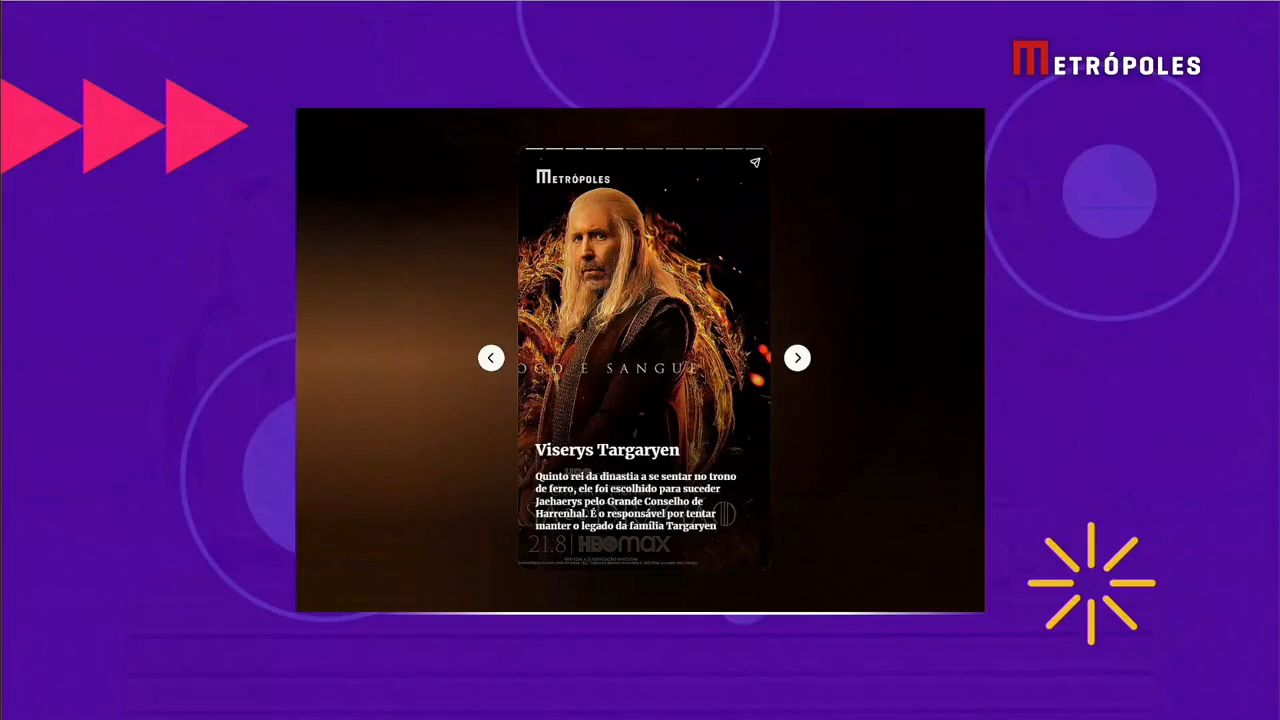 METRÓPOLES
METRÓPOLES
OGO E SANGUE
Viserys Targaryen
Quinto rei da dinastia a se sentar no trono
de ferro, ele foi escolhido para suceder
Jaehaerys pelo Grande Conselho de
Harrenhal. É o responsável por tentar
manter o legado da família Targaryen
21.8 | HBOmax